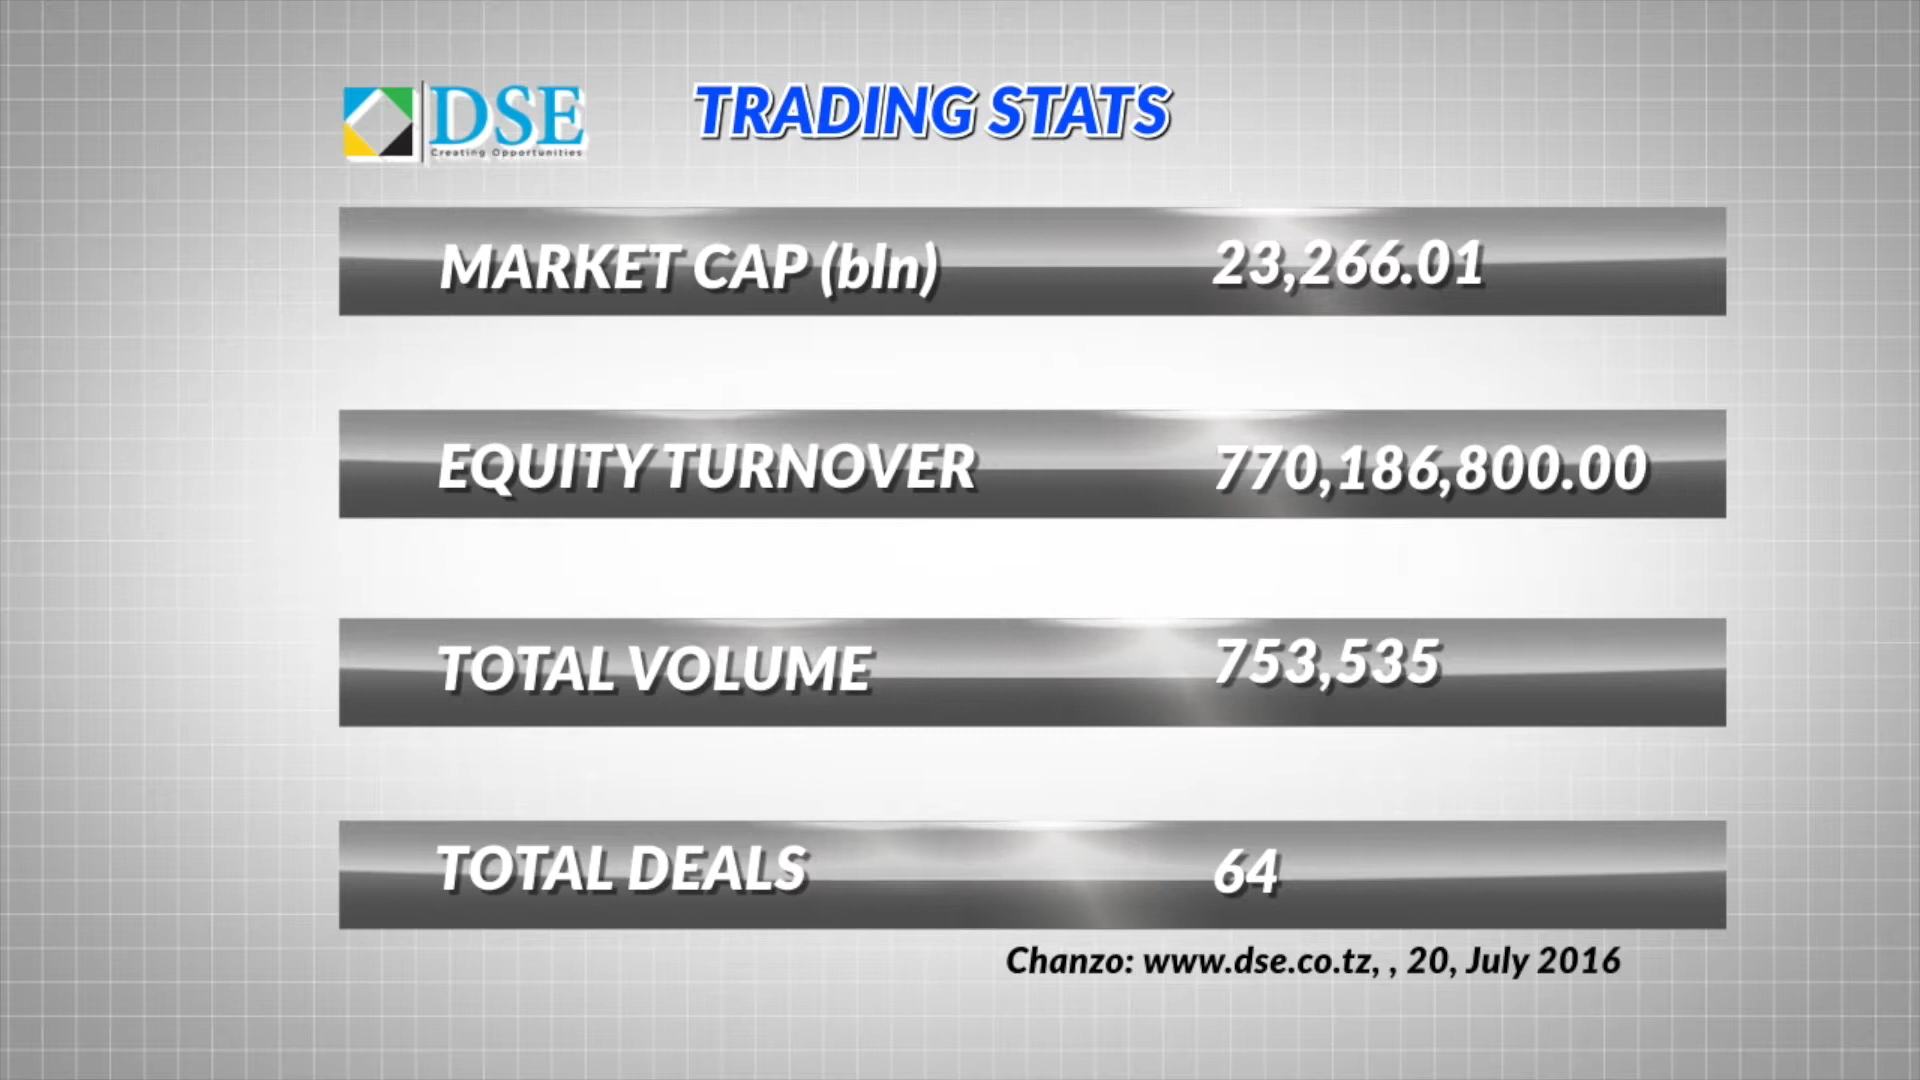 DSE
Creating Opportunities
TRADING STATS
MARKET CAP (bln) 23,266.01
EQUITY TURNOVER 770,186,800.00
TOTAL VOLUME 753,535
TOTAL DEALS 64
Chanzo: www.dse.co.tz, , 20, July 2016